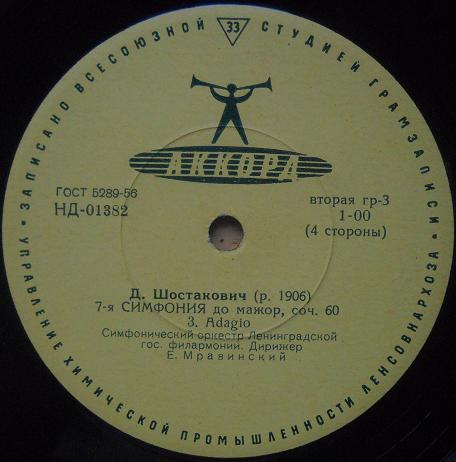 ЗАПИСАНО ВСЕСОЮЗНОЙ СТУДИЕЙ ГРАМЗАПИСИ
33
АККОРД
ГОСТ 5289-56
НД-01382
вторая гр-3
1-00
(4 стороны)
Д. Шостакович (р. 1906)
7-я СИМФОНИЯ до мажор, соч. 60
3. Adagio
Симфонический оркестр Ленинградской
гос. филармонии. Дирижер
Е. Мравинский
УПРАВЛЕНИЕ ХИМИЧЕСКОЙ ПРОМЫШЛЕННОСТИ ЛЕНСОВНАРХОЗА